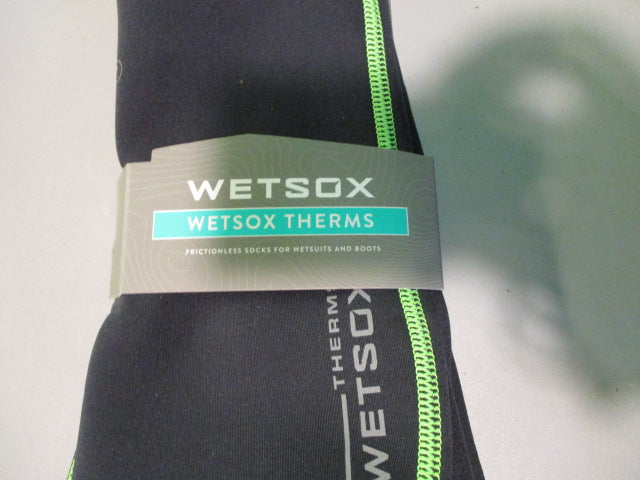 WETSOX
WETSOX THERMS
FRICTIONLESS SOCKS FOR WETSUITS AND BOOTS
THERMS
WETSOX